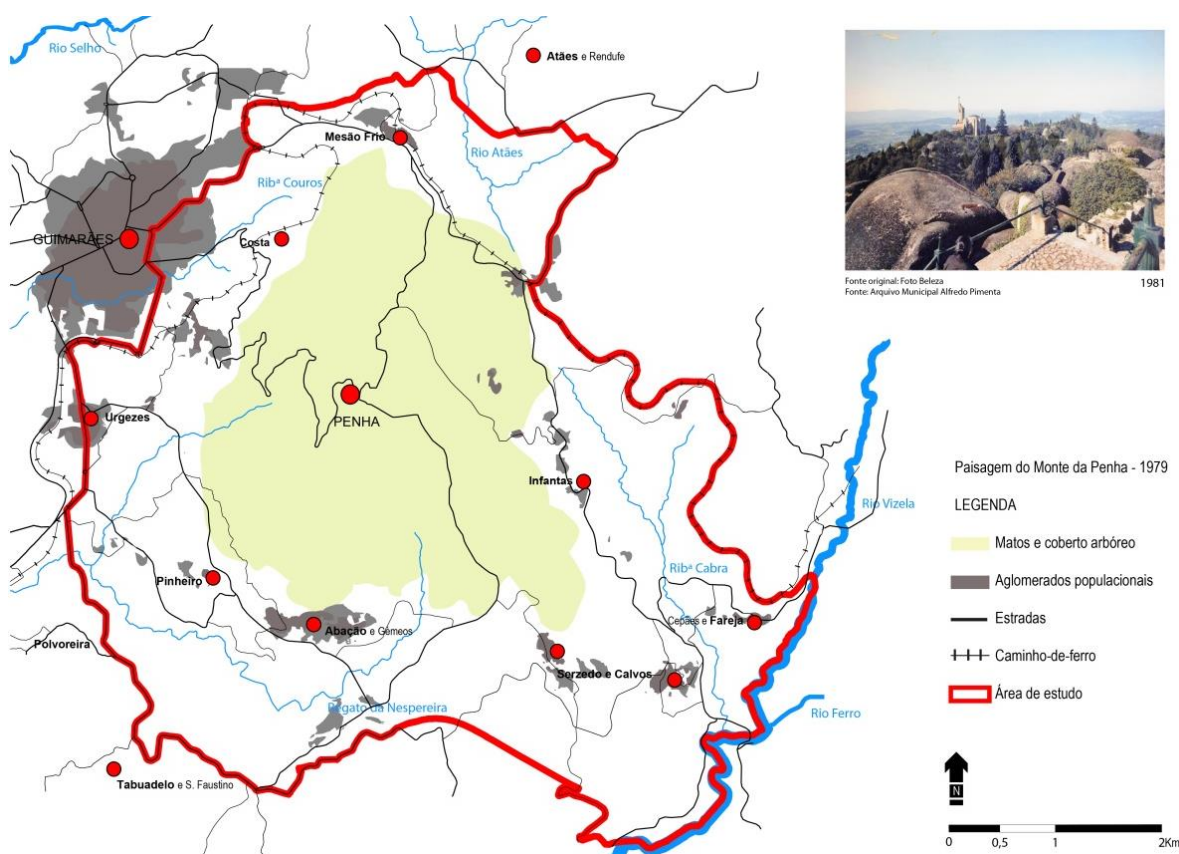 Rio Selho
Atães e Rendufe
Mesão Frio
Rio Atães
Ribª Couros
GUIMARÃES
Costa
Fonte original: Foto Beleza
Fonte: Arquivo Municipal Alfredo Pimenta
1981
PENHA
Urgezes
Infantas
Rio Vizela
Pinheiro
Ribª Cabra
Abação e Gémeos
Cepães e Fareja
Polvoreira
Serzedo e Calvos
Regato da Nespereira
Rio Ferro
Tabuadelo e S. Faustino
Paisagem do Monte da Penha - 1979
LEGENDA
Matos e coberto arbóreo
Aglomerados populacionais
Estradas
Caminho-de-ferro
Área de estudo
N
0 0,5 1 2Km